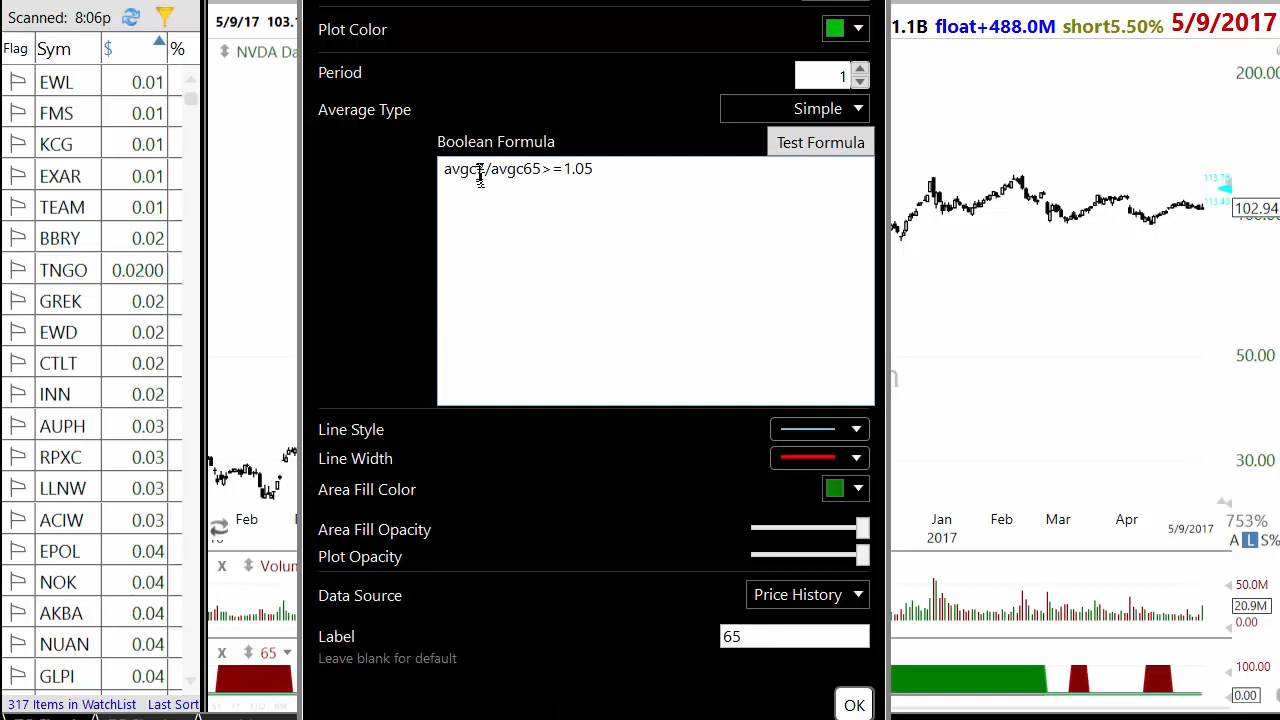 Scanned: 8:06p
Flag Sym $ %
EWL 0.01
FMS 0.01
KCG 0.01
EXAR 0.01
TEAM 0.01
BBRY 0.02
TNGO 0.0200
GREK 0.02
EWD 0.02
CTLT 0.02
INN 0.02
AUPH 0.03
RPXC 0.03
LLNW 0.03
ACIW 0.03
EPOL 0.04
NOK 0.04
AKBA 0.04
NUAN 0.04
GLPI 0.04
317 Items in WatchList Last Sort
5/9/17 103.1
NVDA Da
Feb
X Volum
X 65
Plot Color
Period 1
Average Type Simple
Boolean Formula Test Formula
/avgc65>=1.05
Line Style
Line Width
Area Fill Color
Area Fill Opacity
Plot Opacity
Data Source Price History
Label 65
Leave blank for default
OK
1.1B float+488.0M short5.50% 5/9/2017
200.00
113.76
113.40
102.94
50.00
30.00
Jan Feb Mar Apr 5/9/2017
2017
753%
A L S%
50.0M
20.9M
0.00
100.00
0.00